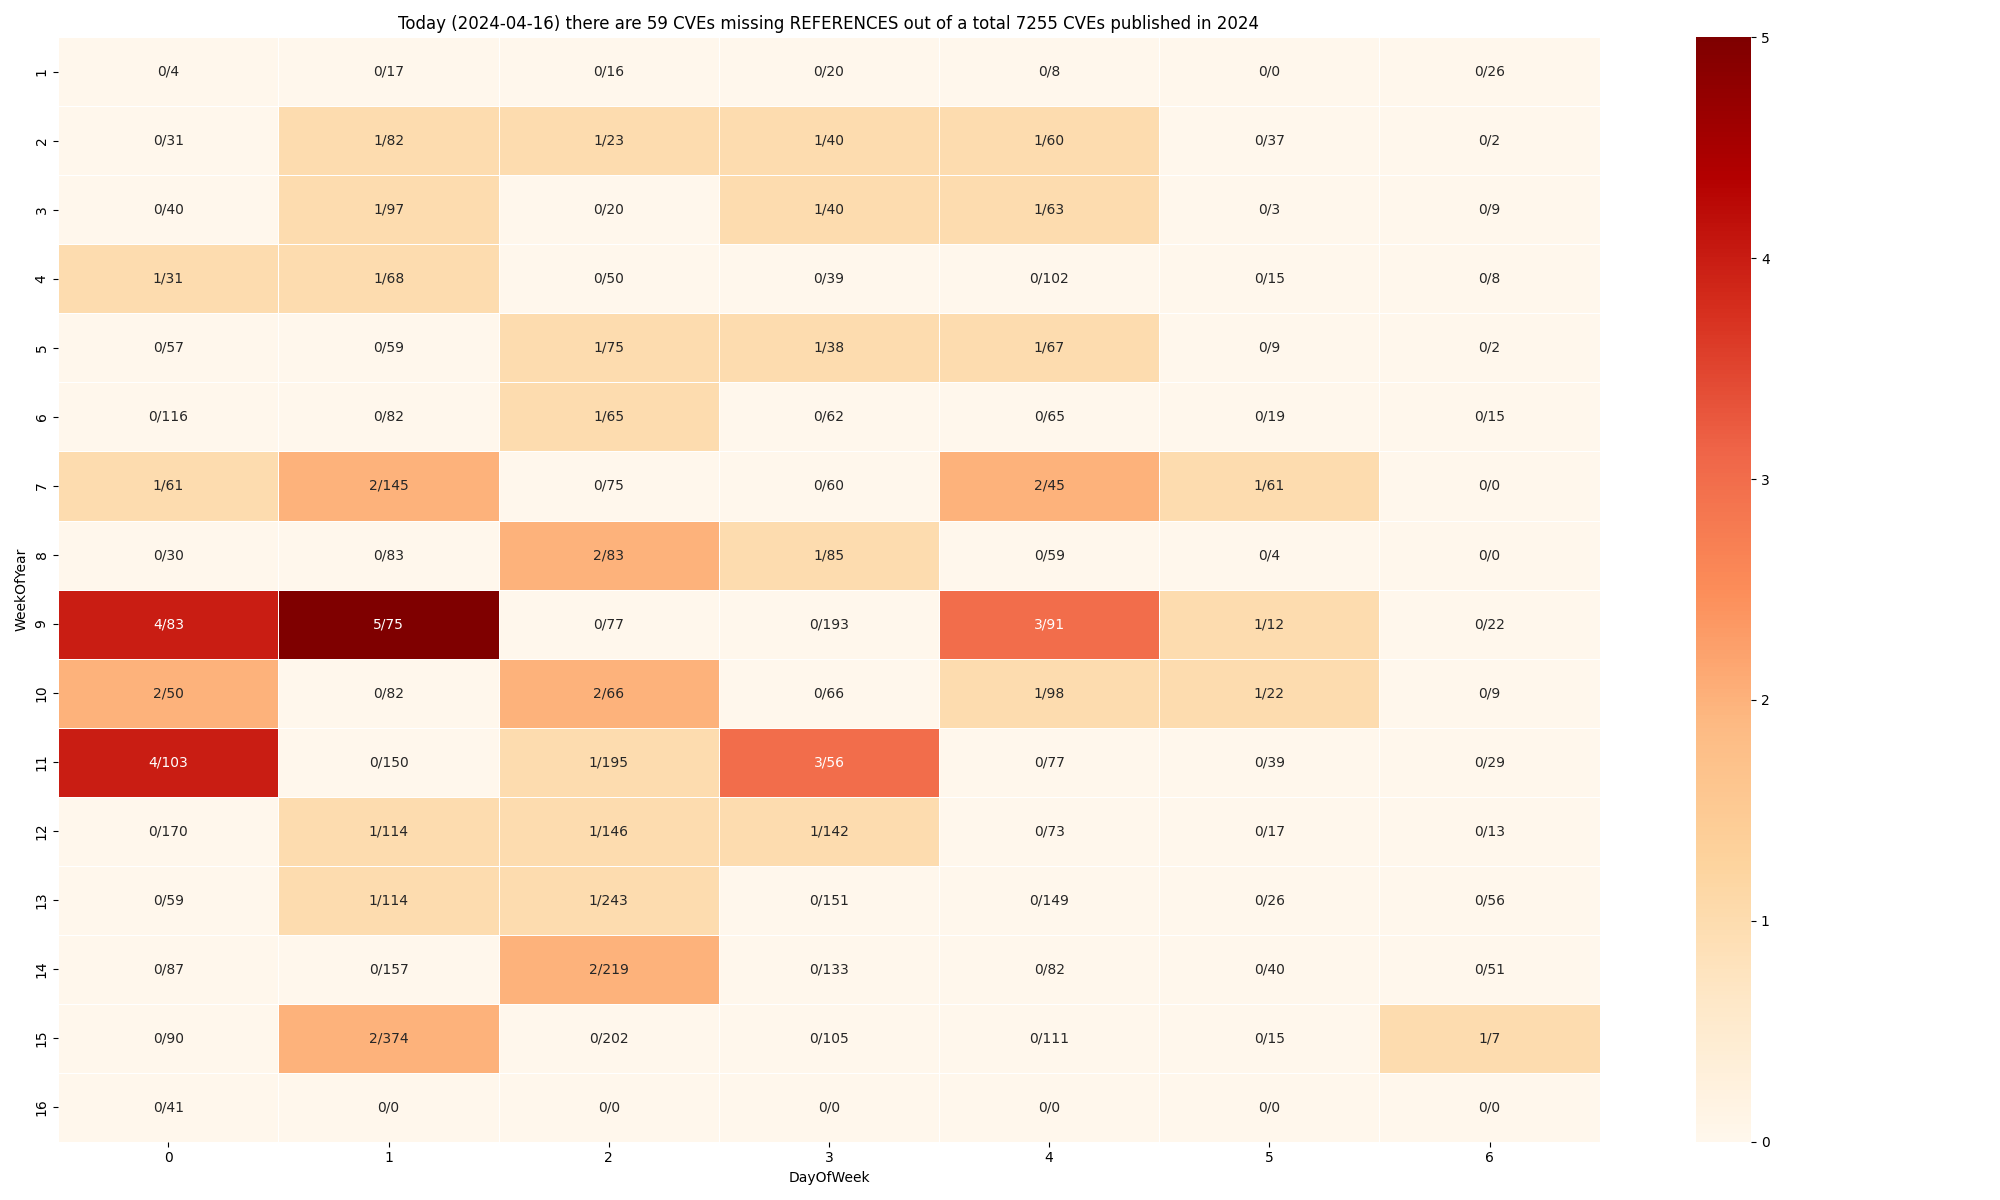 Today (2024-04-16) there are 59 CVEs missing REFERENCES out of a total 7255 CVEs published in 2024
1 0/4 0/17 0/16 0/20 0/8 0/0 0/26
2 0/31 1/82 1/23 1/40 1/60 0/37 0/2
3 0/40 1/97 0/20 1/40 1/63 0/3 0/9
4 1/31 1/68 0/50 0/39 0/102 0/15 0/8
5 0/57 0/59 1/75 1/38 1/67 0/9 0/2
6 0/116 0/82 1/65 0/62 0/65 0/19 0/15
7 1/61 2/145 0/75 0/60 2/45 1/61 0/0
8 0/30 0/83 2/83 1/85 0/59 0/4 0/0
9 4/83 5/75 0/77 0/193 3/91 1/12 0/22
10 2/50 0/82 2/66 0/66 1/98 1/22 0/9
11 4/103 0/150 1/195 3/56 0/77 0/39 0/29
12 0/170 1/114 1/146 1/142 0/73 0/17 0/13
13 0/59 1/114 1/243 0/151 0/149 0/26 0/56
14 0/87 0/157 2/219 0/133 0/82 0/40 0/51
15 0/90 2/374 0/202 0/105 0/111 0/15 1/7
16 0/41 0/0 0/0 0/0 0/0 0/0 0/0
0 1 2 3 4 5 6
DayOfWeek
WeekOfYear
5
4
3
2
1
0